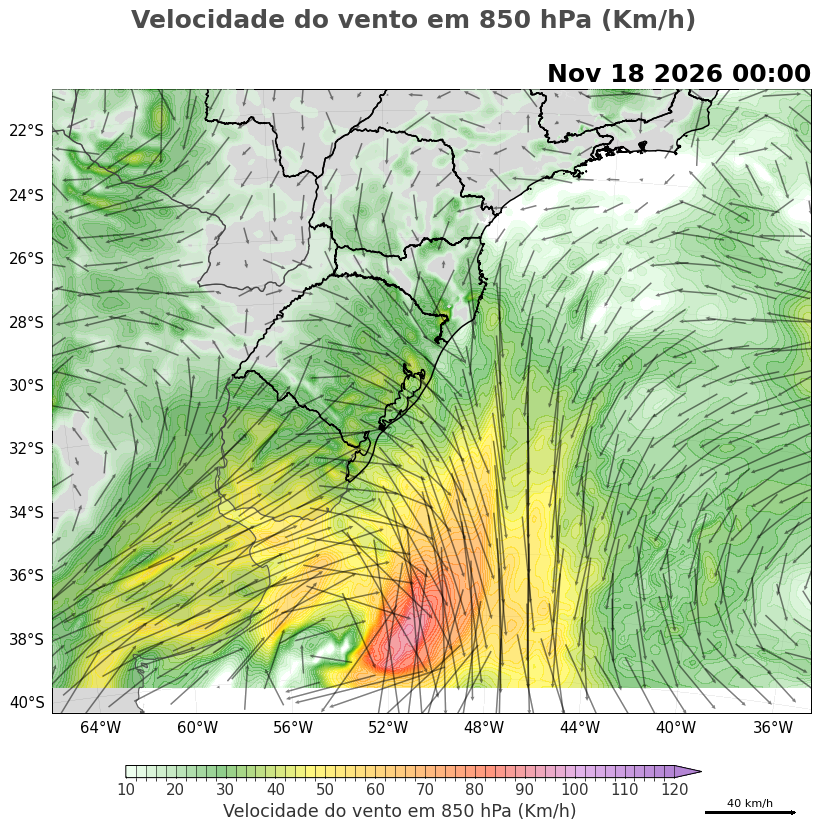 Velocidade do vento em 850 hPa (Km/h)
Nov 18 2026 00:00
22°S
24°S
26°S
28°S
30°S
32°S
34°S
36°S
38°S
40°S
64°W 60°W 56°W 52°W 48°W 44°W 40°W 36°W
10 20 30 40 50 60 70 80 90 100 110 120
Velocidade do vento em 850 hPa (Km/h)
40 km/h